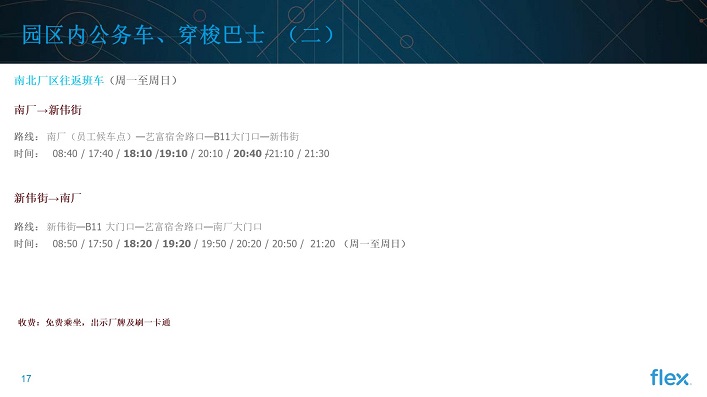 园区内公务车、穿梭巴士 （二）
南北厂区往返班车（周一至周日）
南厂→新伟街
路线： 南厂（员工候车点）—艺富宿舍路口—B11大门口—新伟街
时间： 08:40 / 17:40 / 18:10 /19:10 / 20:10 / 20:40 /21:10 / 21:30
新伟街→南厂
路线： 新伟街—B11 大门口—艺富宿舍路口—南厂大门口
时间： 08:50 / 17:50 / 18:20 / 19:20 / 19:50 / 20:20 / 20:50 / 21:20 （周一至周日）
收费：免费乘坐，出示厂牌及刷一卡通
17
flex